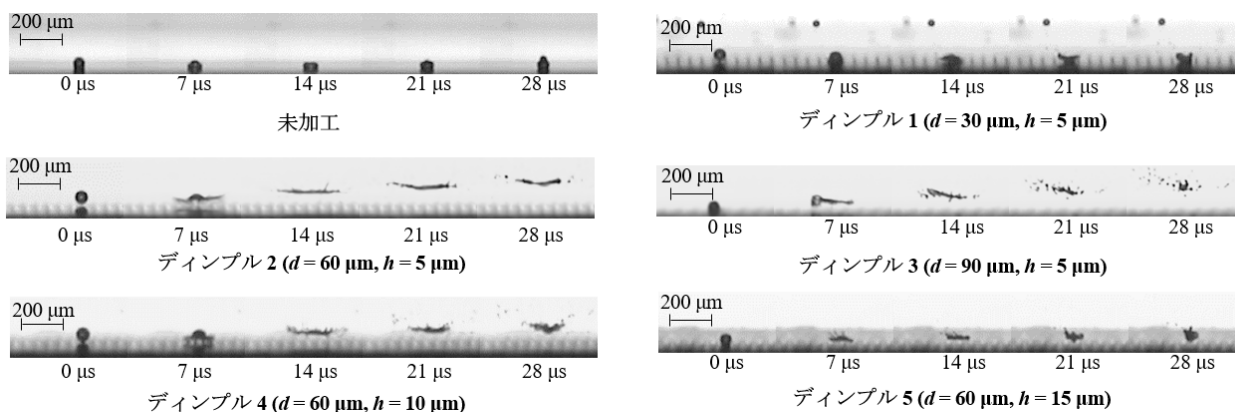 200 μm
0 μs 7 μs 14 μs 21 μs 28 μs
未加工
200 μm
0 μs 7 μs 14 μs 21 μs 28 μs
ディンプル 1 (d = 30 μm, h = 5 μm)
200 μm
0 μs 7 μs 14 μs 21 μs 28 μs
ディンプル 2 (d = 60 μm, h = 5 μm)
200 μm
0 μs 7 μs 14 μs 21 μs 28 μs
ディンプル 3 (d = 90 μm, h = 5 μm)
200 μm
0 μs 7 μs 14 μs 21 μs 28 μs
ディンプル 4 (d = 60 μm, h = 10 μm)
200 μm
0 μs 7 μs 14 μs 21 μs 28 μs
ディンプル 5 (d = 60 μm, h = 15 μm)